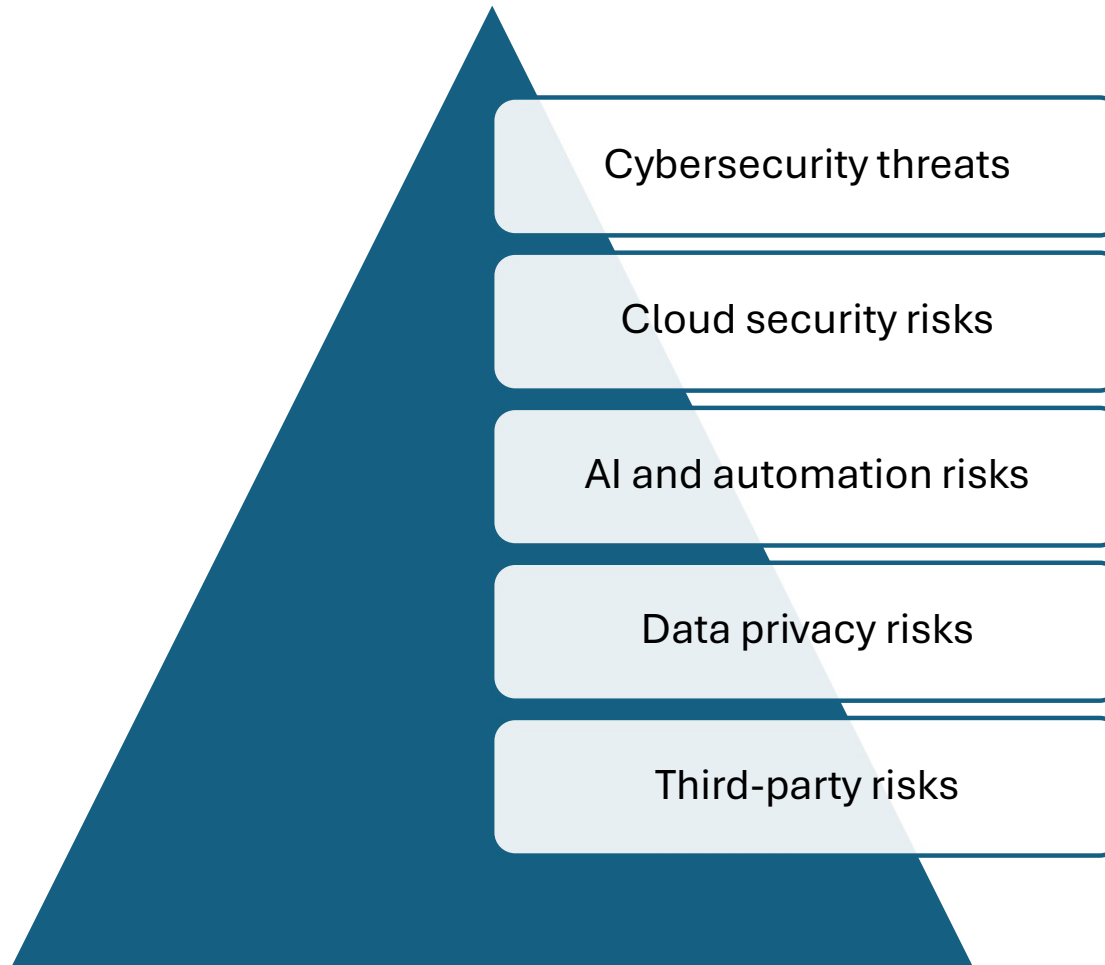 Cybersecurity threats
Cloud security risks
AI and automation risks
Data privacy risks
Third-party risks